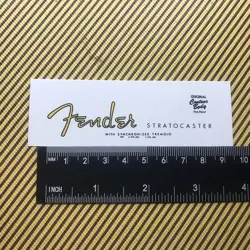 Fender
STRATOCASTER
WITH SYNCHRONIZED TREMOLO
ORIGINAL
Contour
Body
MM 1 2 3 4 5 6 7 8 9 10
INCH 1 2 3 4